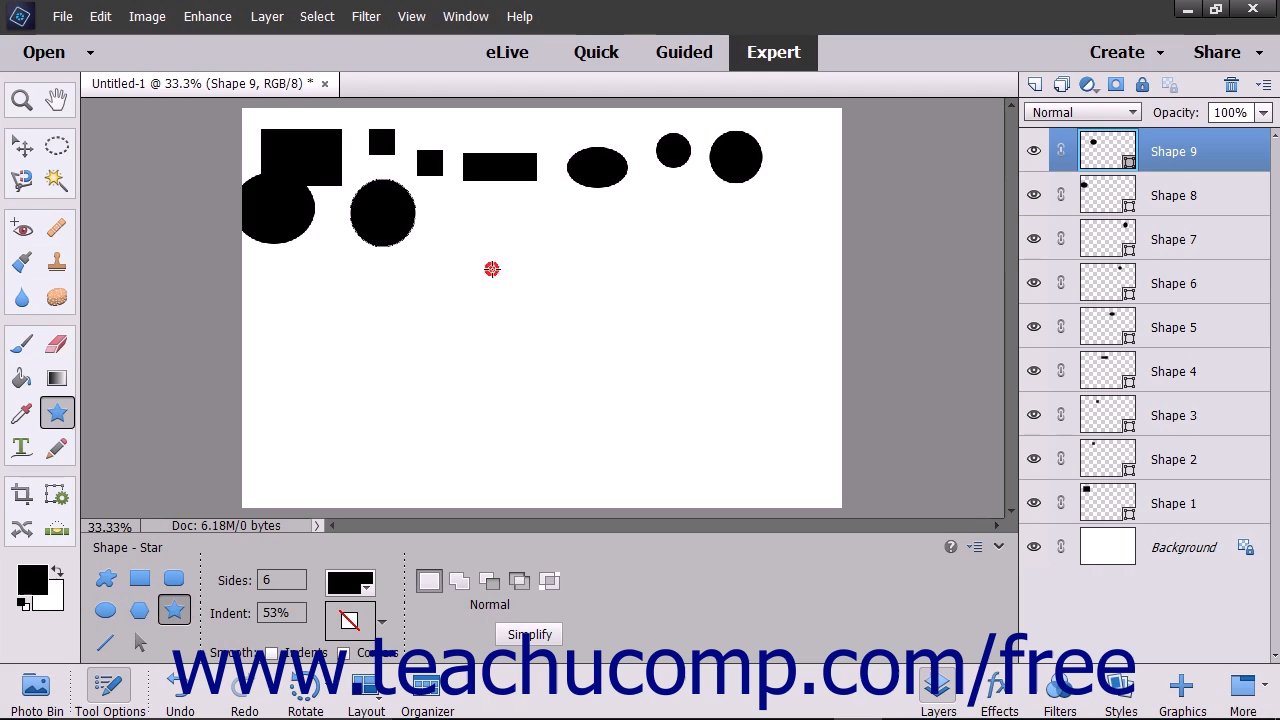 File Edit Image Enhance Layer Select Filter View Window Help
Open eLive Quick Guided Expert Create Share
Untitled-1 @ 33.3% (Shape 9, RGB/8) * ×
Normal Opacity: 100%
Shape 9
Shape 8
Shape 7
Shape 6
Shape 5
Shape 4
Shape 3
Shape 2
Shape 1
Background
33.33% Doc: 6.18M/0 bytes
Shape - Star
Sides: 6
Indent: 53%
Normal
Simplify
Smooth: Indents Corners
www.teachucomp.com/free
Photo Bin Tool Options Undo Redo Rotate Layout Organizer Layers Effects Filters Styles Graphics More